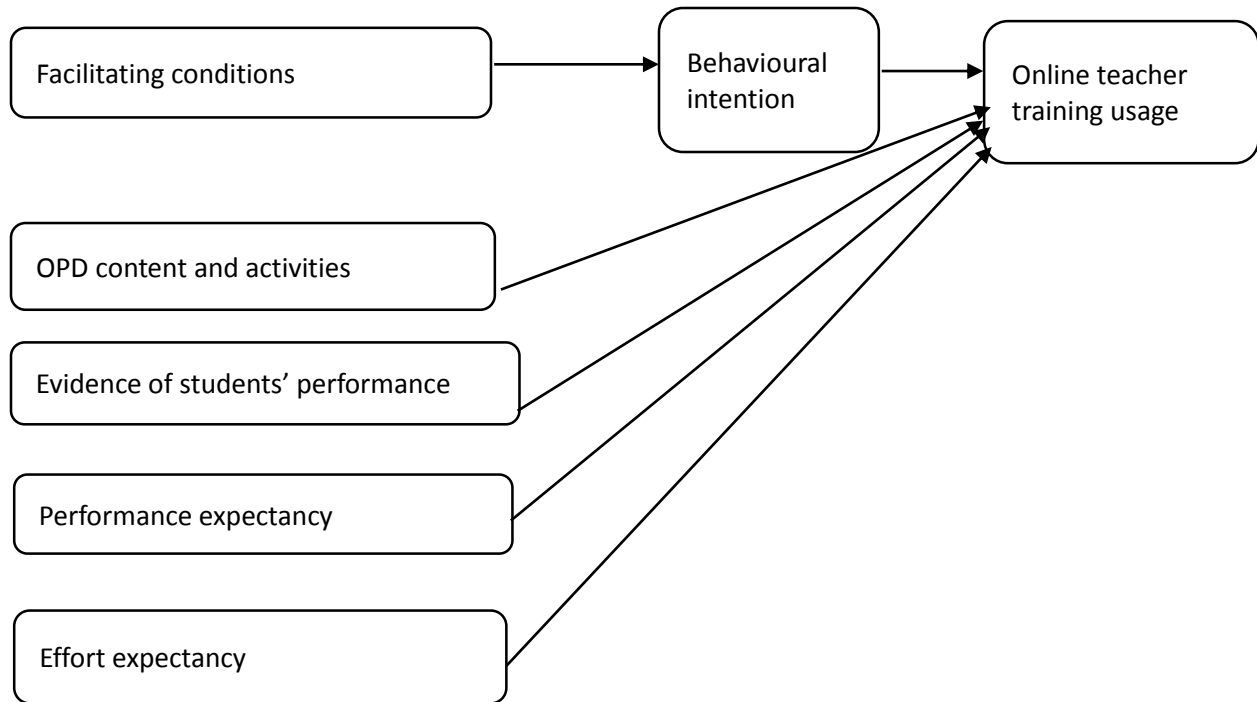 Facilitating conditions
Behavioural
intention
Online teacher
training usage
OPD content and activities
Evidence of students’ performance
Performance expectancy
Effort expectancy